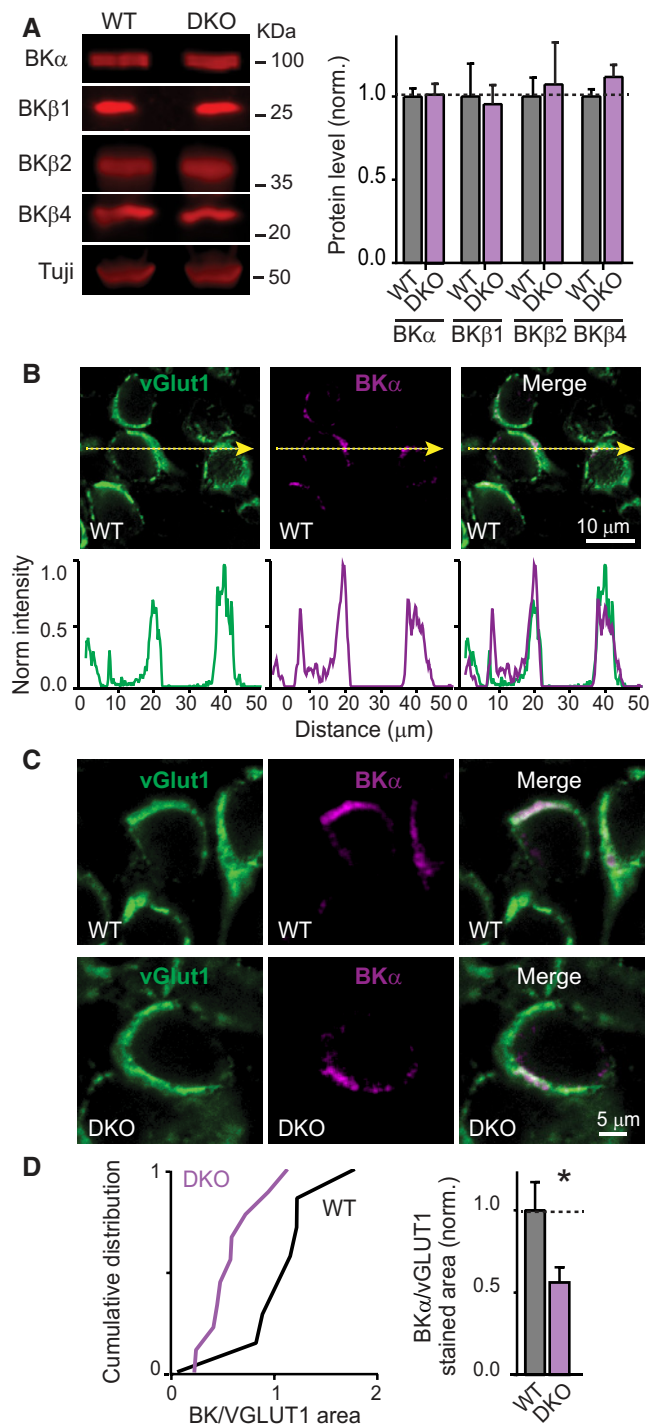 A
WT DKO KDa
BKα
100
BKβ1
25
BKβ2
35
BKβ4
20
Tuji
50
Protein level (norm.)
1.0
0.5
0.0
WT DKO WT DKO WT DKO WT DKO
BKα BKβ1 BKβ2 BKβ4
B
vGlut1 BKα Merge
WT WT WT
10 μm
Norm intensity
1.0
0.5
0.0
0 10 20 30 40 50 0 10 20 30 40 50 0 10 20 30 40 50
Distance (μm)
C
vGlut1 BKα Merge
WT WT WT
vGlut1 BKα Merge
DKO DKO DKO
5 μm
D
Cumulative distribution
1
0
DKO
WT
0 1 2
BK/VGLUT1 area
BKα/vGLUT1
stained area (norm.)
*
1.0
0.5
0.0
WT DKO